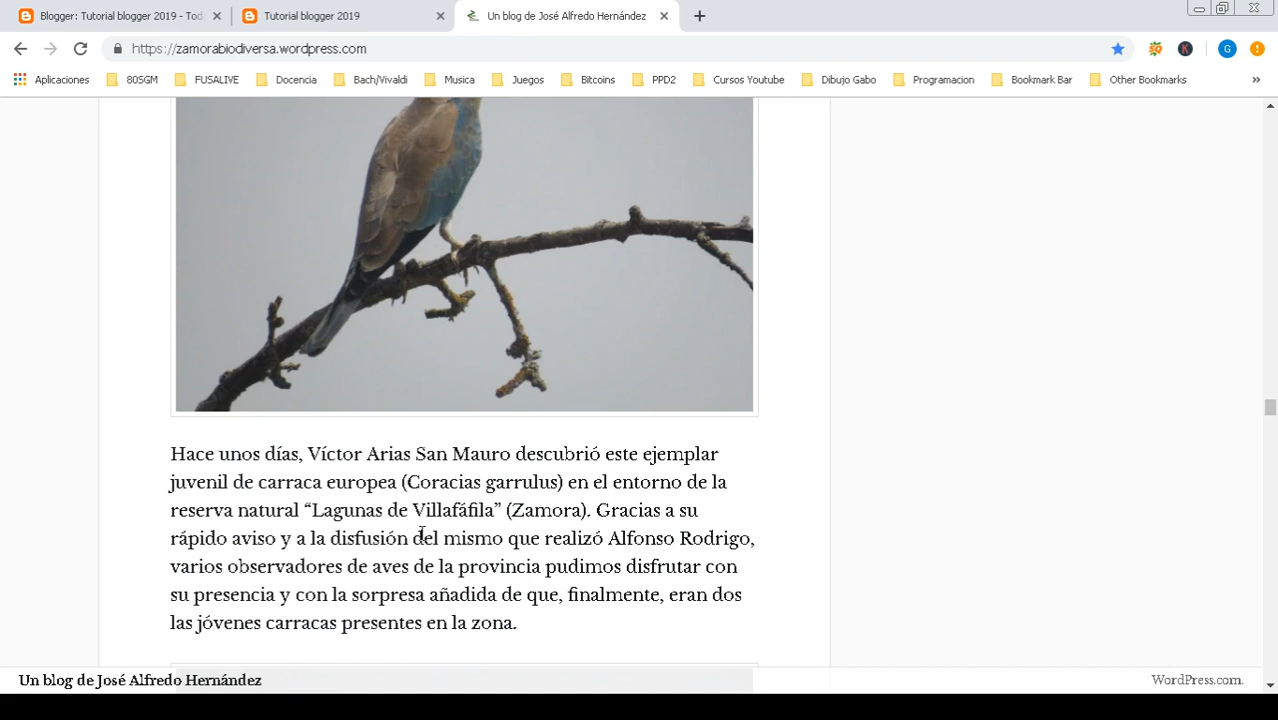 Blogger: Tutorial blogger 2019 - Tod
Tutorial blogger 2019
Un blog de José Alfredo Hernández
https://zamorabiodiversa.wordpress.com
G
K
Aplicaciones
80SGM
FUSALIVE
Docencia
Bach/Vivaldi
Musica
Juegos
Bitcoins
PPD2
Cursos Youtube
Dibujo Gabo
Programacion
Bookmark Bar
Other Bookmarks
»
Hace unos días, Víctor Arias San Mauro descubrió este ejemplar
juvenil de carraca europea (Coracias garrulus) en el entorno de la
reserva natural “Lagunas de Villafáfila” (Zamora). Gracias a su
rápido aviso y a la disfusión del mismo que realizó Alfonso Rodrigo,
varios observadores de aves de la provincia pudimos disfrutar con
su presencia y con la sorpresa añadida de que, finalmente, eran dos
las jóvenes carracas presentes en la zona.
Un blog de José Alfredo Hernández
WordPress.com.